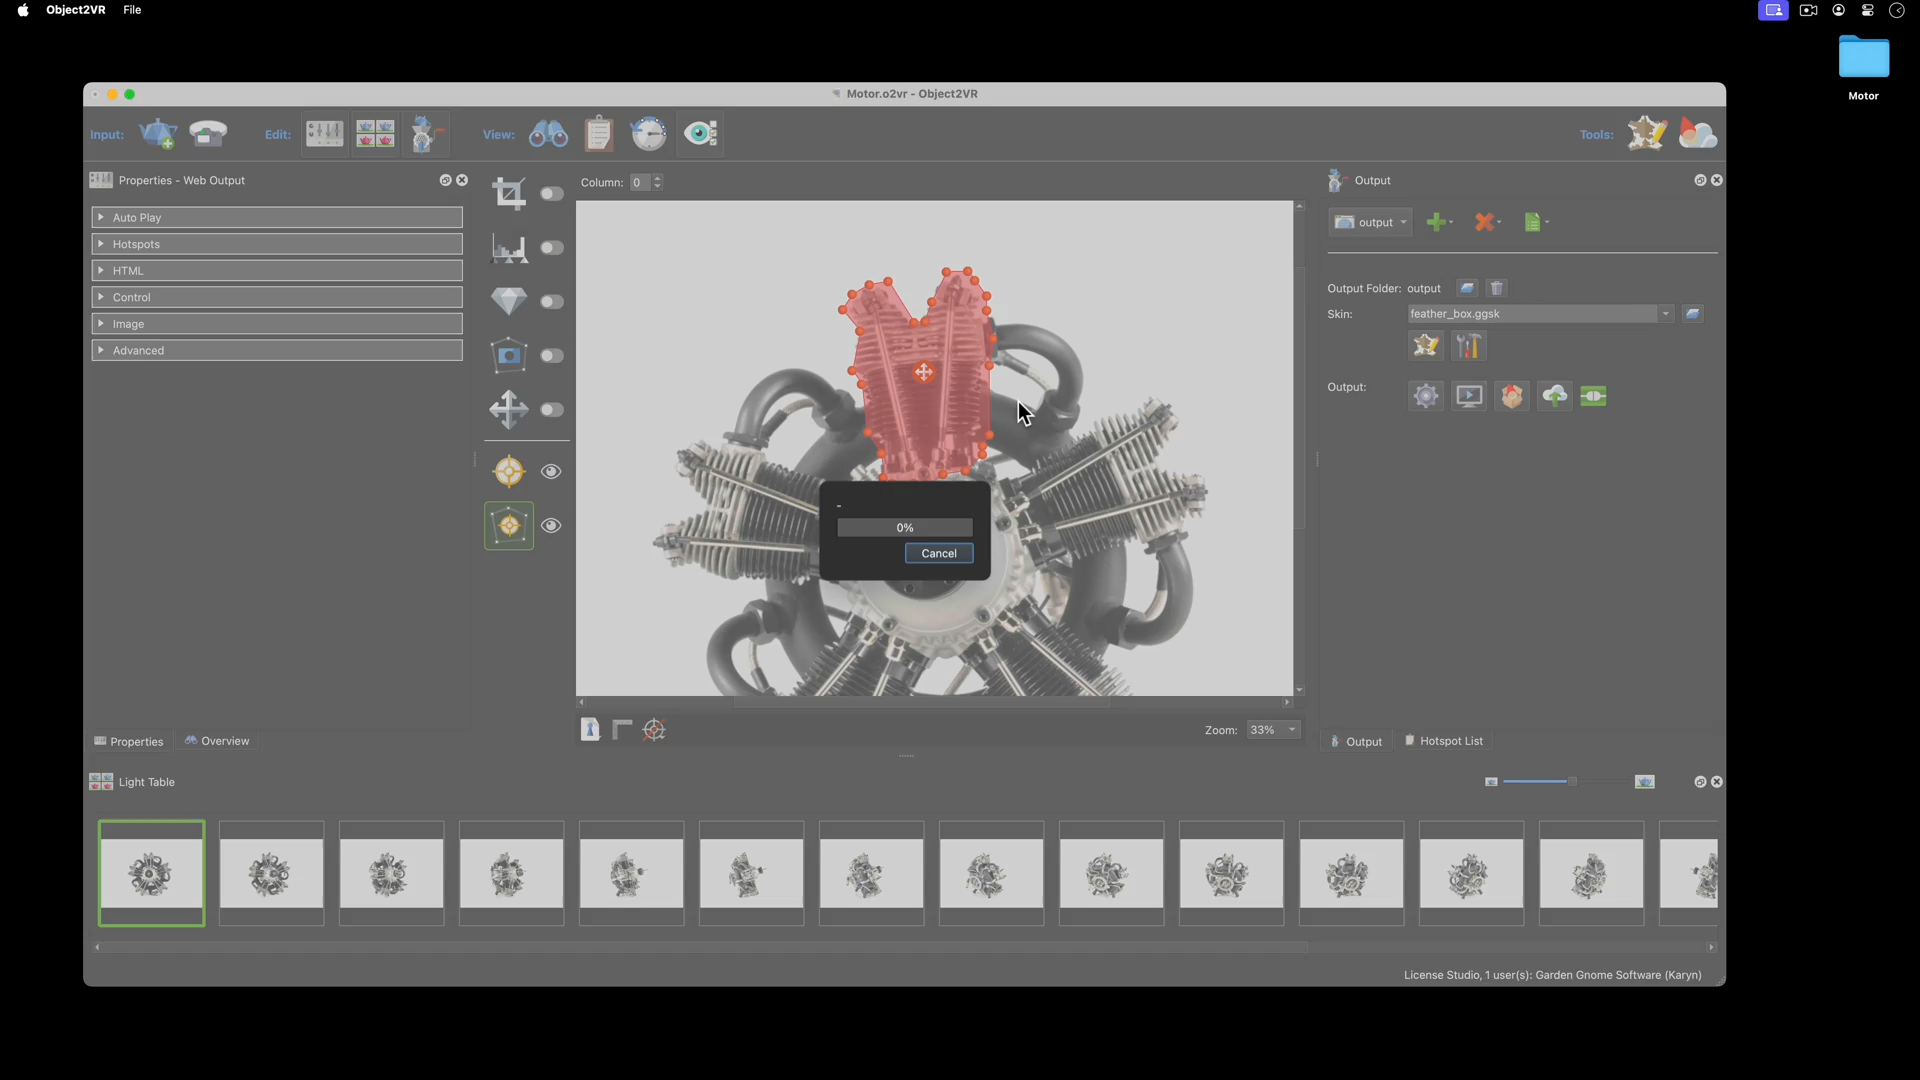 Object2VR File
Motor
Motor.o2vr - Object2VR
Input: Edit: View: Tools:
Properties - Web Output
Column: 0
Output
Auto Play
Hotspots
HTML
Control
Image
Advanced
output
Output Folder: output
Skin: feather_box.ggsk
Output:
-
0%
Cancel
Zoom: 33%
Properties Overview
Output Hotspot List
Light Table
License Studio, 1 user(s): Garden Gnome Software (Karyn)